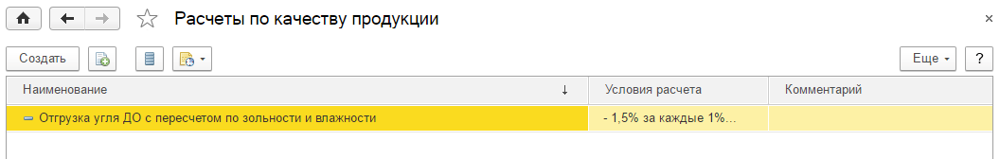 Расчеты по качеству продукции
Создать
Еще
?
Наименование
Условия расчета
Комментарий
Отгрузка угля ДО с пересчетом по зольности и влажности
- 1,5% за каждые 1%...